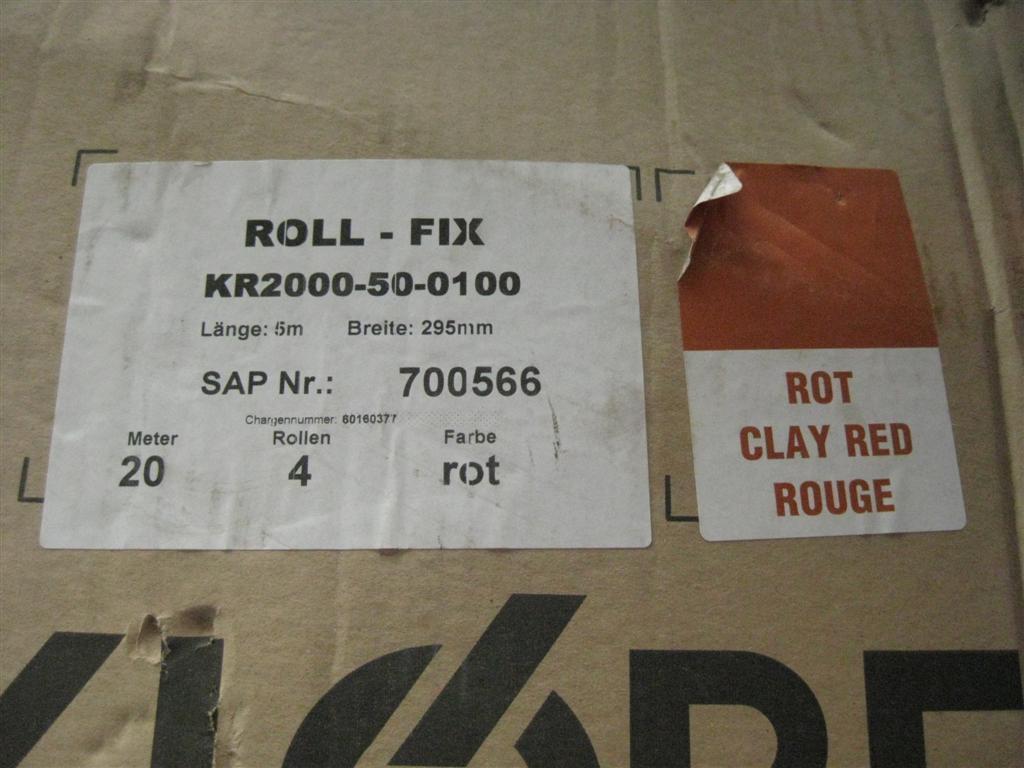 ROLL - FIX
KR2000-50-0100
Länge: 5m Breite: 295mm
SAP Nr.: 700566
Chargennummer: 60160377
Meter Rollen Farbe
20 4 rot
ROT
CLAY RED
ROUGE